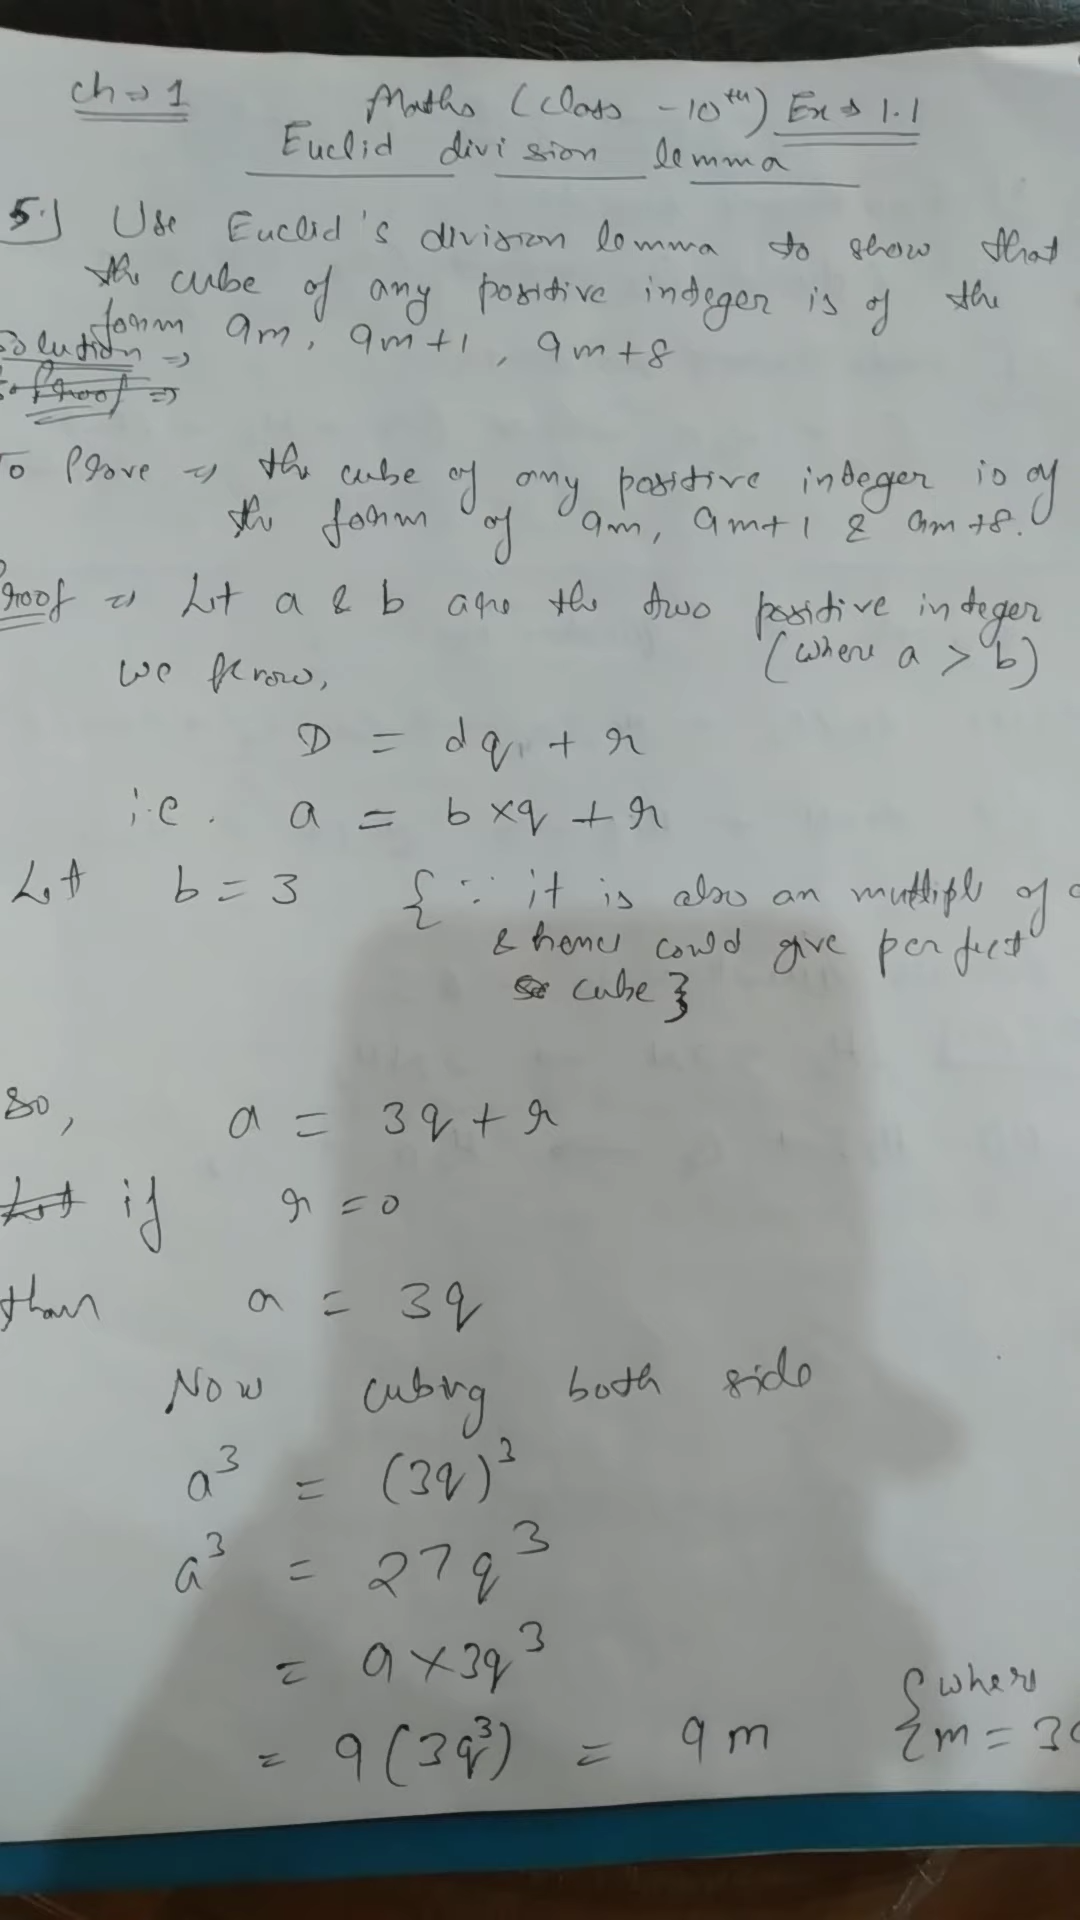 ch → 1 Maths (Class - 10th) Ex → 1.1
Euclid division lemma
5.) Use Euclid's division lemma to show that
the cube of any positive integer is of the
form 9m, 9m+1, 9m+8
Solution ⇒
Proof ⇒
To Prove ⇒ the cube of any positive integer is of
the form of 9m, 9m+1 & 9m+8.
Proof ⇒ Let a & b are the two positive integer
(where a > b)
we know,
D = dq + r
i.e. a = b×q + r
Let b = 3 {∵ it is also an multiple of
& hence could give perfect
cube}
so, a = 3q + r
Let if r = 0
than a = 3q
Now cubing both side
a³ = (3q)³
a³ = 27q³
= 9×3q³
= 9(3q³) = 9m {where
m = 3